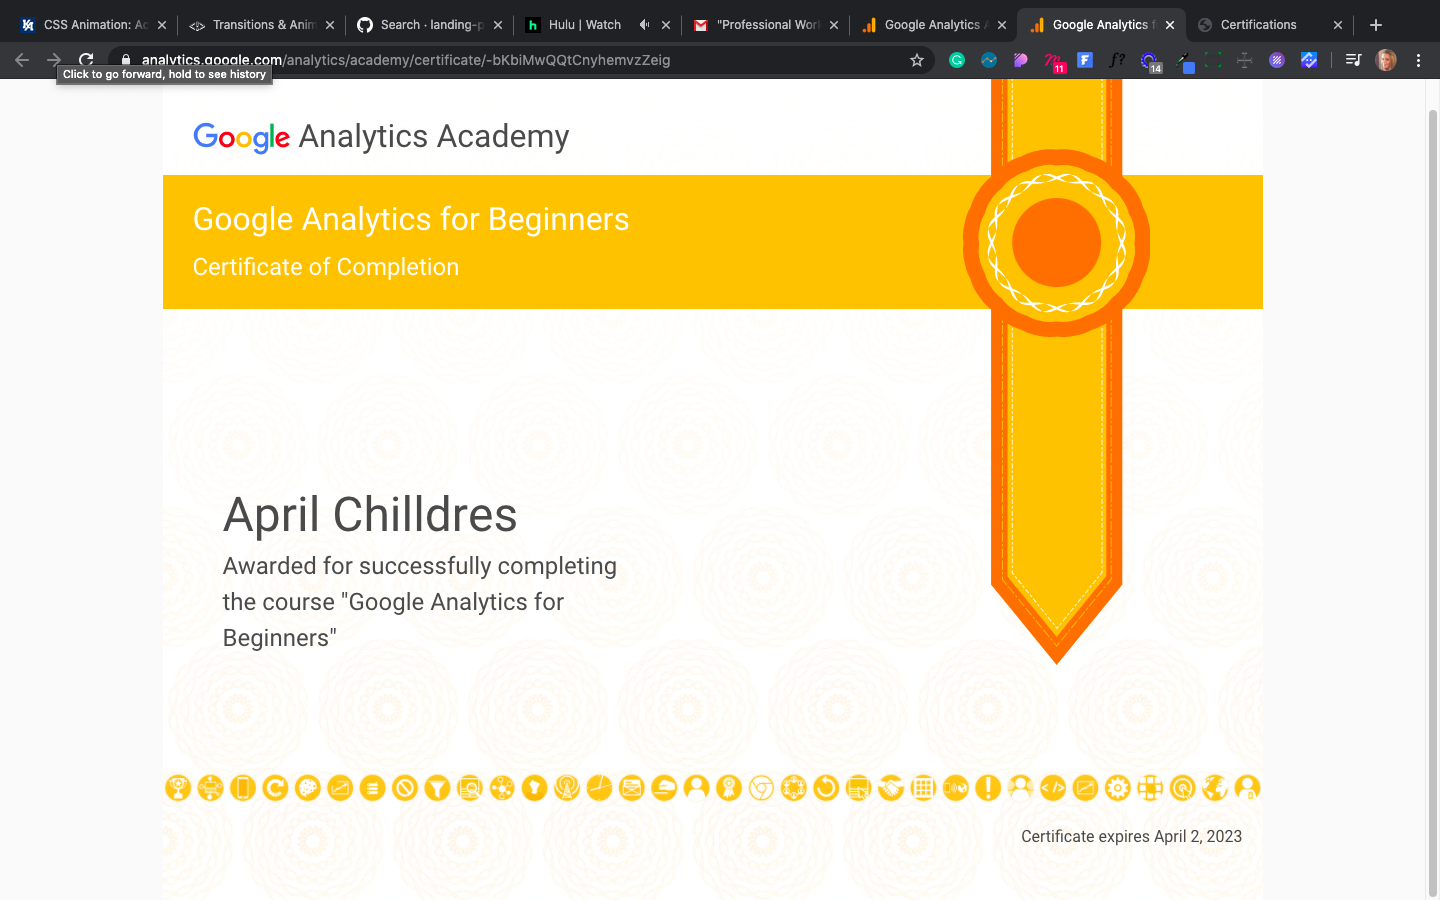 CSS Animation: Ac
Transitions & Anim
Search · landing-p
Hulu | Watch
"Professional Wor
Google Analytics A
Google Analytics f
Certifications
analytics.google.com/analytics/academy/certificate/-bKbiMwQQtCnyhemvzZeig
11
14
Click to go forward, hold to see history
Google Analytics Academy
Google Analytics for Beginners
Certificate of Completion
April Chilldres
Awarded for successfully completing
the course "Google Analytics for
Beginners"
Certificate expires April 2, 2023